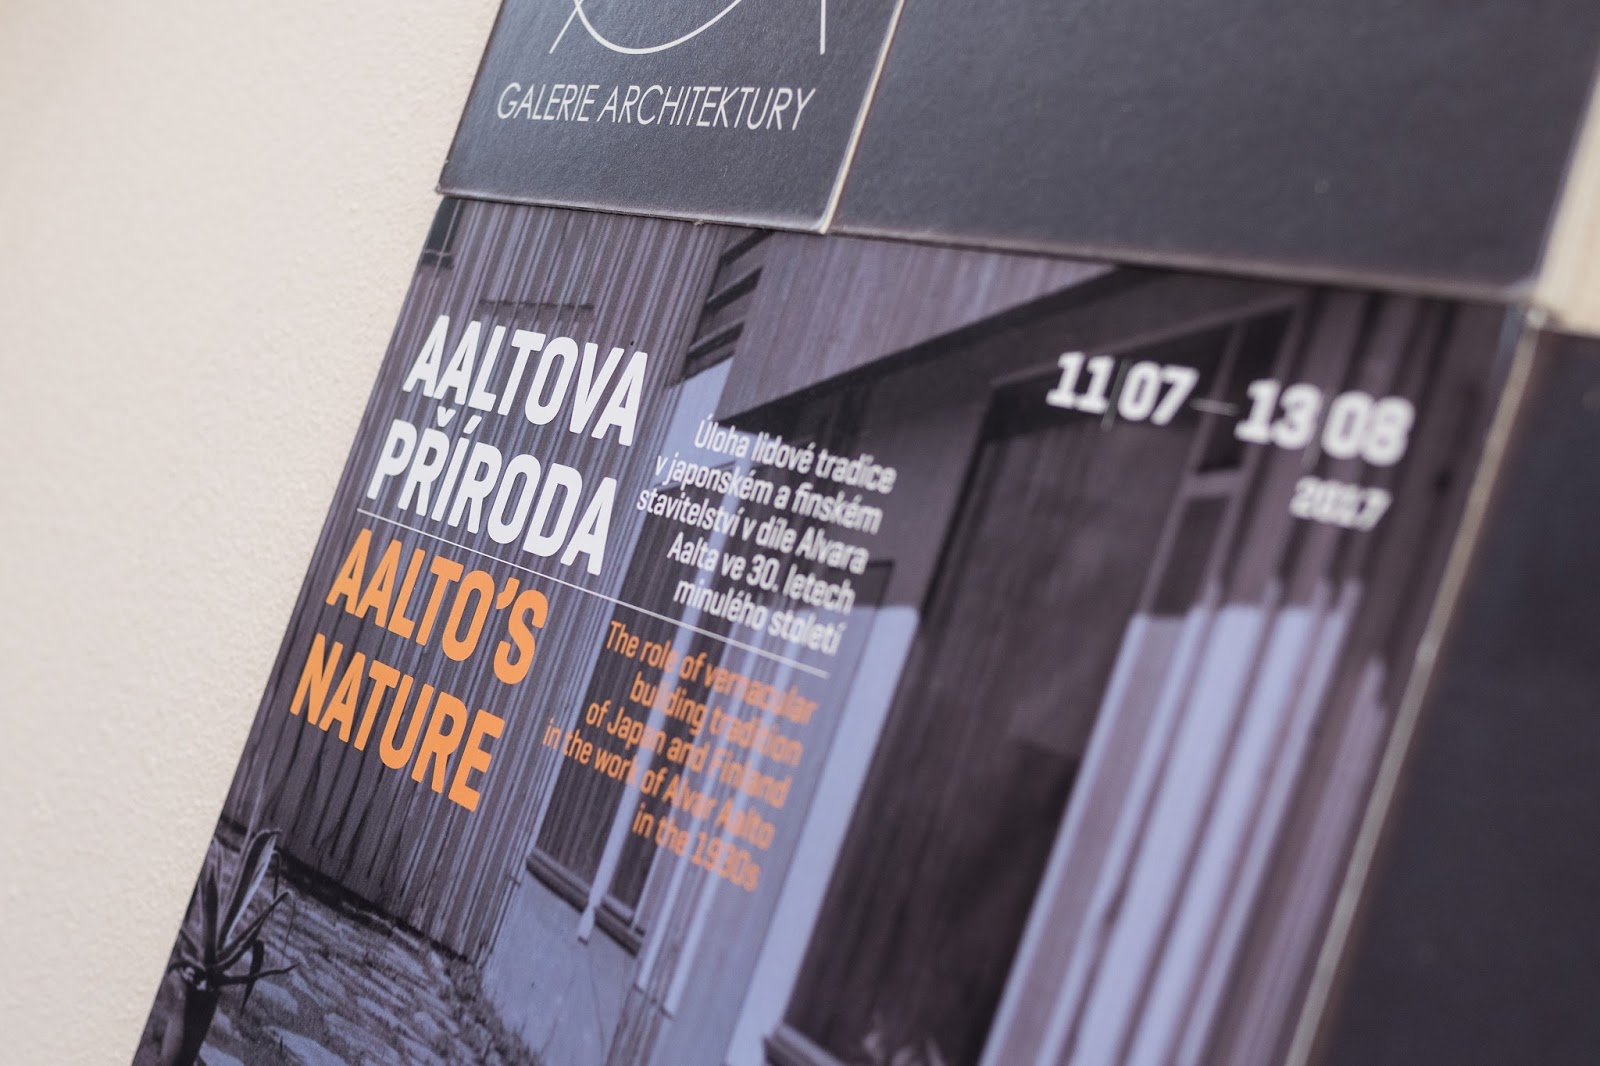 GALERIE ARCHITEKTURY
AALTOVA
PŘÍRODA
AALTO'S
NATURE
Úloha lidové tradice
v japonském a finském
stavitelství v díle Alvara
Aalta ve 30. letech
minulého století
The role of vernacular
building tradition
of Japan and Finland
in the work of Alvar Aalto
in the 1930s
11|07 — 13|08
2017